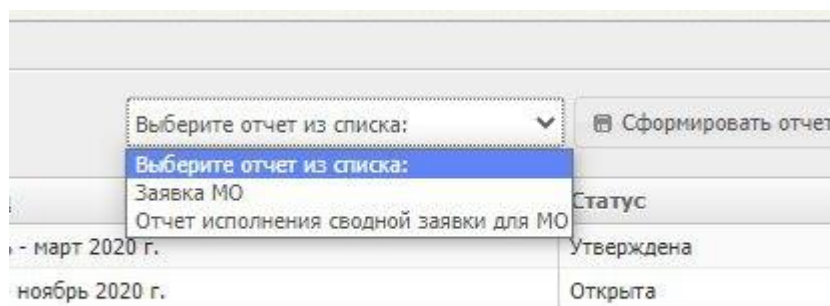 Выберите отчет из списка:
Сформировать отчет
Выберите отчет из списка:
Заявка МО
Отчет исполнения сводной заявки для МО
Статус
- март 2020 г.
Утверждена
ноябрь 2020 г.
Открыта